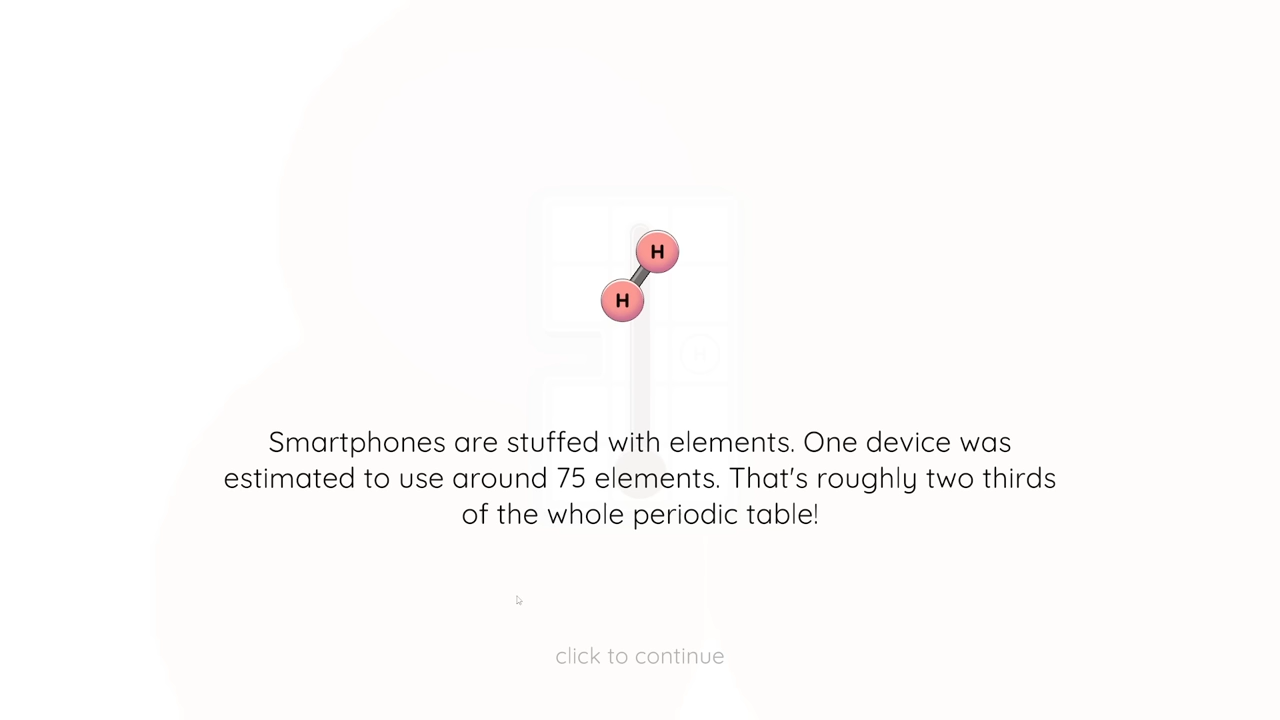 H
H
Smartphones are stuffed with elements. One device was
estimated to use around 75 elements. That's roughly two thirds
of the whole periodic table!
click to continue